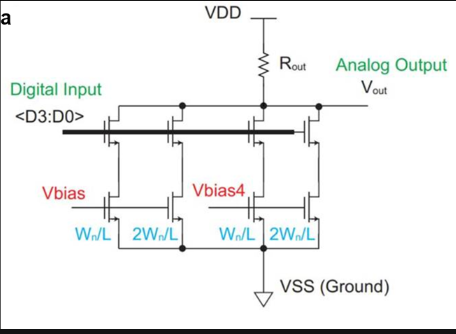 a
VDD
Rout
Analog Output
Vout
Digital Input
<D3:D0>
Vbias
Vbias4
Wn/L
2Wn/L
Wn/L
2Wn/L
VSS (Ground)